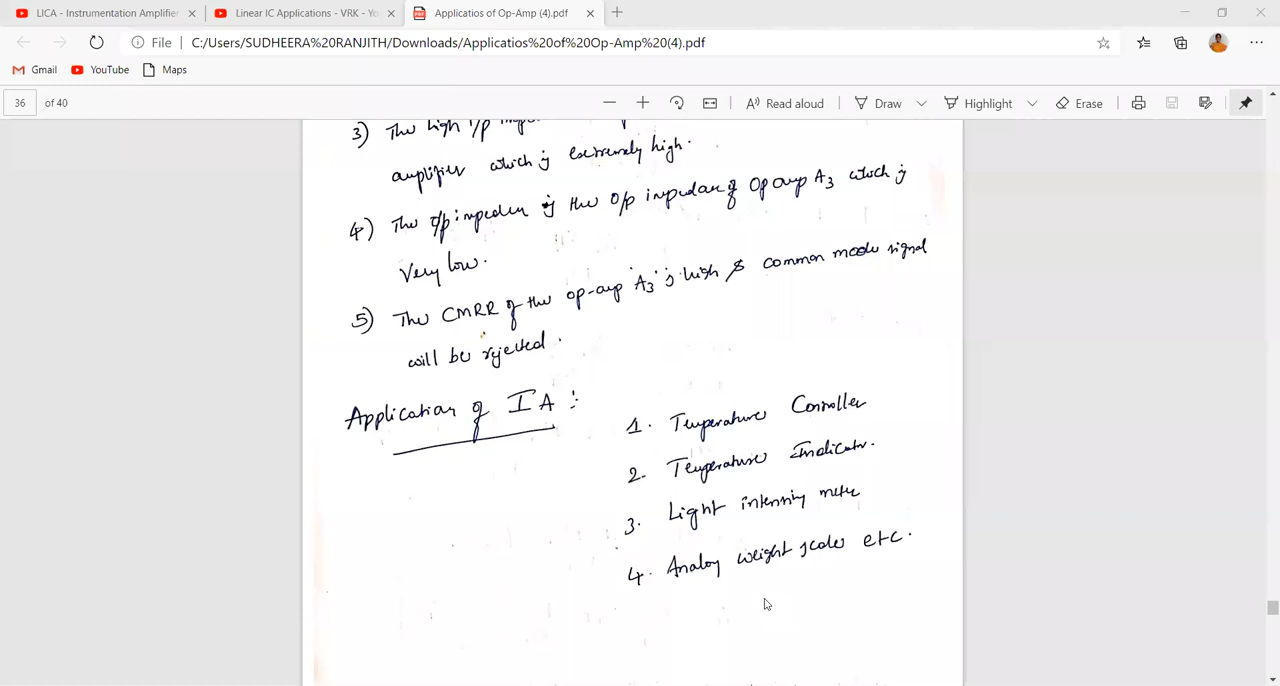 LICA - Instrumentation Amplifier
Linear IC Applications - VRK - Yo
Applicatios of Op-Amp (4).pdf
File
C:/Users/SUDHEERA%20RANJITH/Downloads/Applicatios%20of%20Op-Amp%20(4).pdf
Gmail
YouTube
Maps
36 of 40
Read aloud
Draw
Highlight
Erase
3) The high i/p
amplifier which is extremely high.
4) The o/p impeden is the o/p impedan of op amp A3 which is
Very low.
5) The CMRR of the op-amp 'A3' is high & common mode signal
will be rejected.
Application of IA :
1. Temperature Controller
2. Temperature Indicator.
3. Light intensity meter
4. Analog weight scales etc.